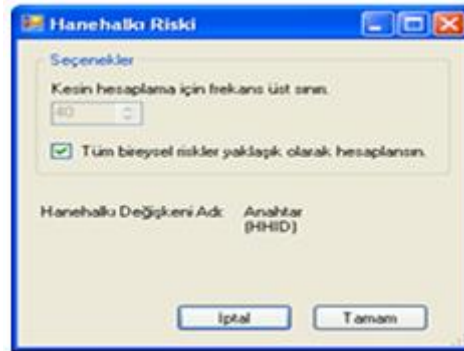 Hanehalkı Riski
Seçenekler
Kesin hesaplama için frekans üst sınırı.
40
Tüm bireysel riskler yaklaşık olarak hesaplansın.
Hanehalkı Değişkeni Adı: Anahtar
(HHID)
İptal Tamam